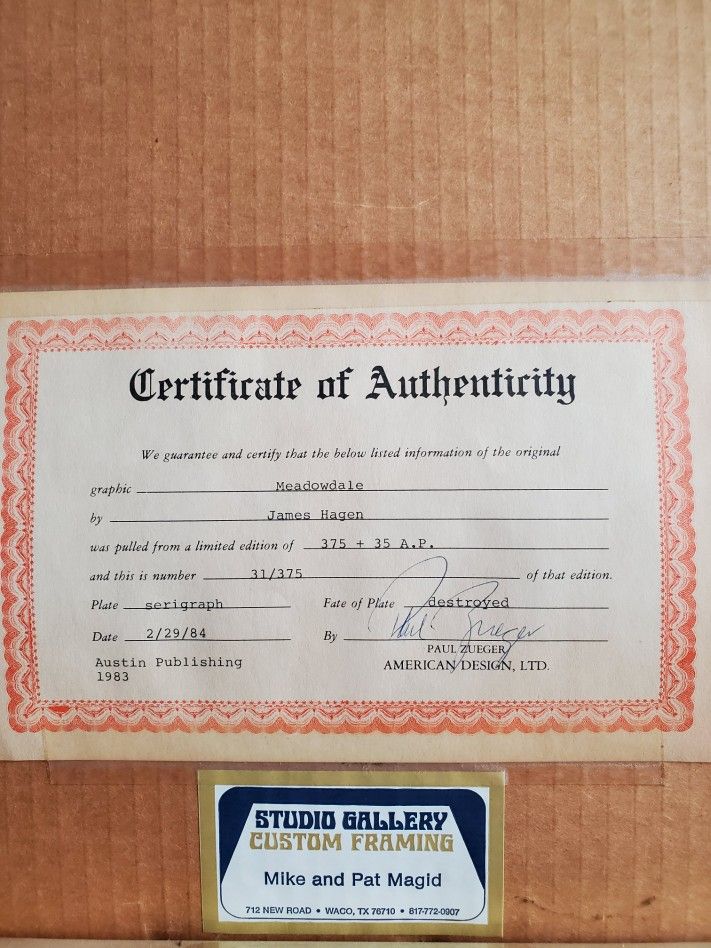 Certificate of Authenticity
We guarantee and certify that the below listed information of the original
graphic Meadowdale
by James Hagen
was pulled from a limited edition of 375 + 35 A.P.
and this is number 31/375 of that edition.
Plate serigraph Fate of Plate destroyed
Date 2/29/84 By Paul Zueger
PAUL ZUEGER
Austin Publishing AMERICAN DESIGN, LTD.
1983
STUDIO GALLERY
CUSTOM FRAMING
Mike and Pat Magid
712 NEW ROAD • WACO, TX 76710 • 817-772-0907